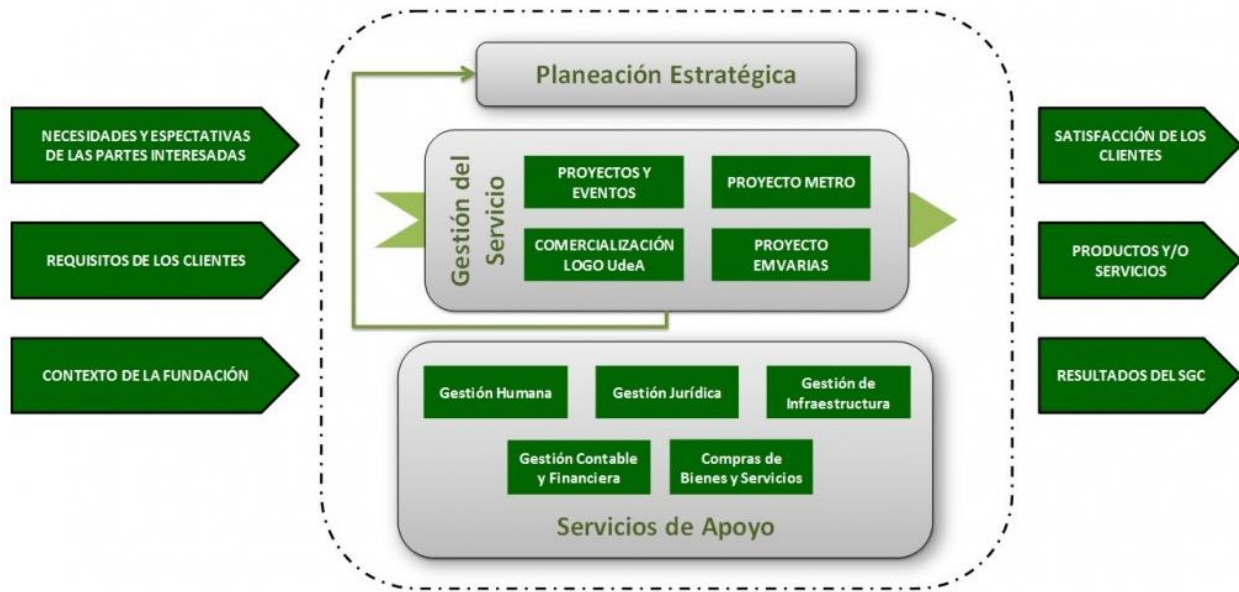 NECESIDADES Y ESPECTATIVAS
DE LAS PARTES INTERESADAS
REQUISITOS DE LOS CLIENTES
CONTEXTO DE LA FUNDACIÓN
Planeación Estratégica
Gestión del
Servicio
PROYECTOS Y
EVENTOS
PROYECTO METRO
COMERCIALIZACIÓN
LOGO UdeA
PROYECTO
EMVARIAS
Gestión Humana
Gestión Jurídica
Gestión de
Infraestructura
Gestión Contable
y Financiera
Compras de
Bienes y Servicios
Servicios de Apoyo
SATISFACCIÓN DE LOS
CLIENTES
PRODUCTOS Y/O
SERVICIOS
RESULTADOS DEL SGC